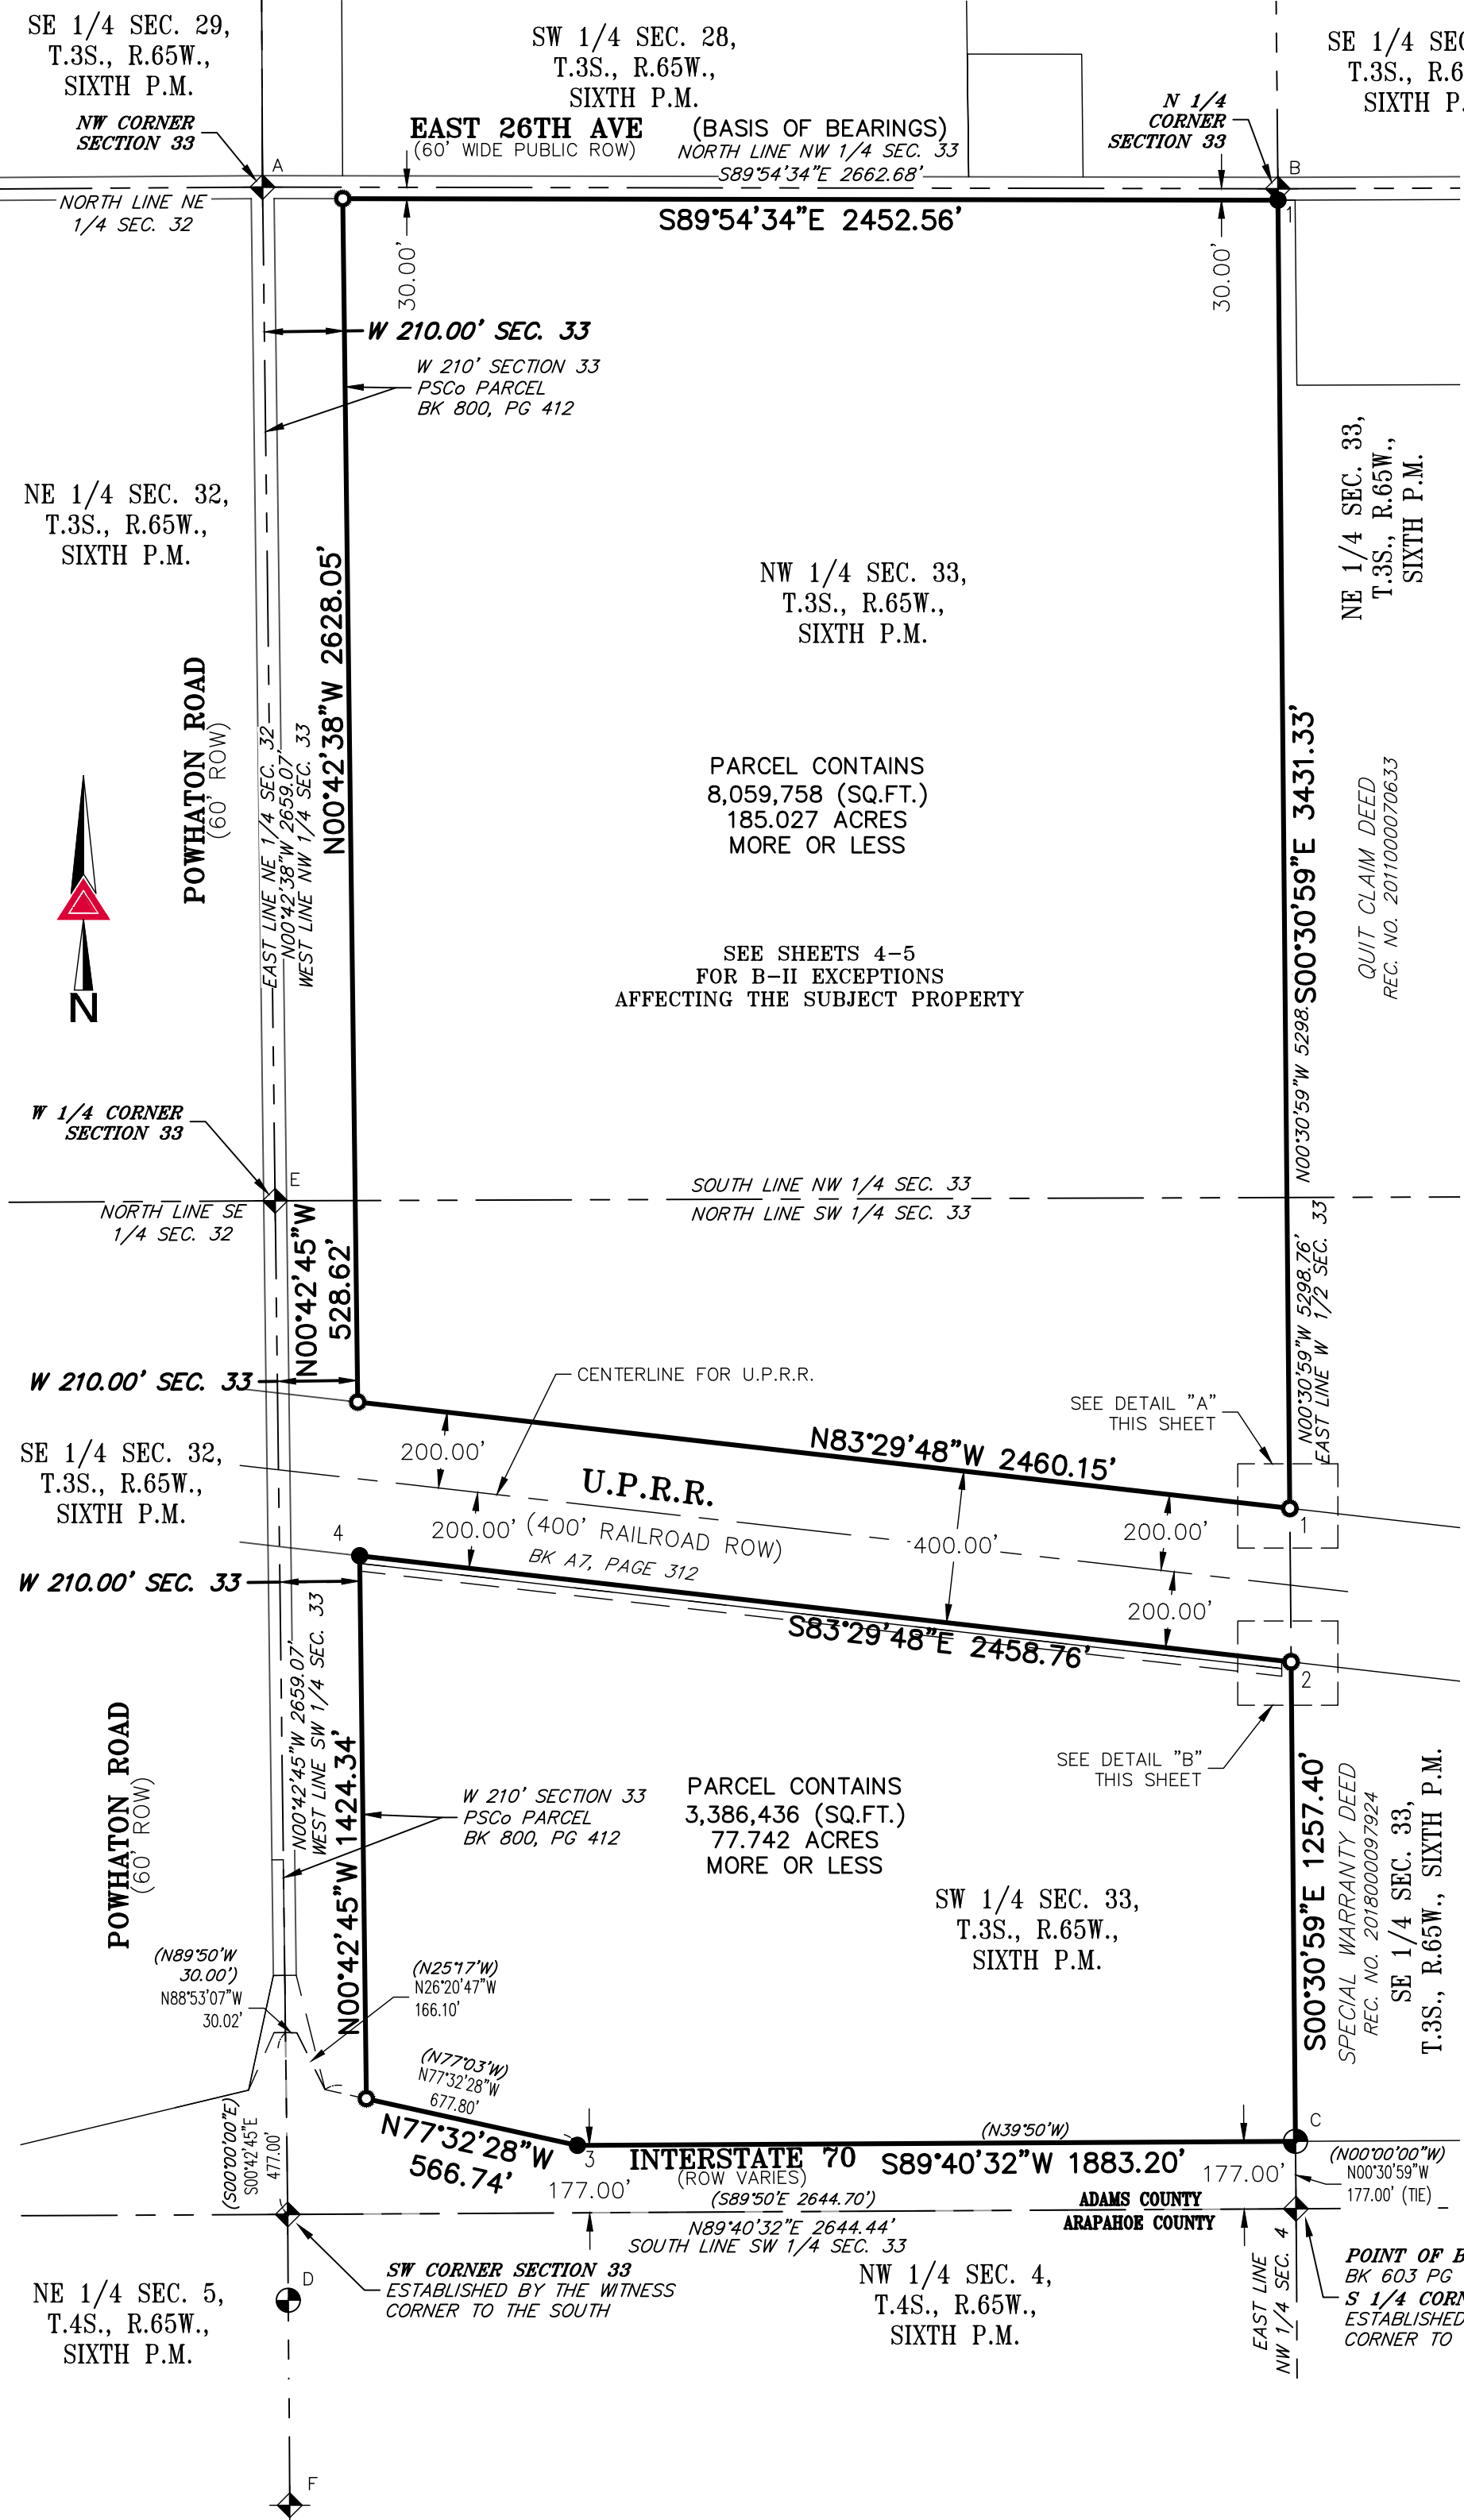 SE 1/4 SEC. 29,
T.3S., R.65W.,
SIXTH P.M.
SW 1/4 SEC. 28,
T.3S., R.65W.,
SIXTH P.M.
SE 1/4 SEC
T.3S., R.6
SIXTH P.
NW CORNER
SECTION 33
A
EAST 26TH AVE
(60' WIDE PUBLIC ROW)
(BASIS OF BEARINGS)
NORTH LINE NW 1/4 SEC. 33
S89°54'34"E 2662.68'
N 1/4
CORNER
SECTION 33
B
NORTH LINE NE
1/4 SEC. 32
S89°54'34"E 2452.56'
1
30.00'
30.00'
W 210.00' SEC. 33
W 210' SECTION 33
PSCo PARCEL
BK 800, PG 412
NE 1/4 SEC. 32,
T.3S., R.65W.,
SIXTH P.M.
NW 1/4 SEC. 33,
T.3S., R.65W.,
SIXTH P.M.
NE 1/4 SEC. 33,
T.3S., R.65W.,
SIXTH P.M.
N00°42'38"W 2628.05'
POWHATON ROAD
(60' ROW)
EAST LINE NE 1/4 SEC. 32
N00°42'38"W 2659.07'
WEST LINE NW 1/4 SEC. 33
PARCEL CONTAINS
8,059,758 (SQ.FT.)
185.027 ACRES
MORE OR LESS
S00°30'59"E 3431.33'
QUIT CLAIM DEED
REC. NO. 2011000070633
SEE SHEETS 4-5
FOR B-II EXCEPTIONS
AFFECTING THE SUBJECT PROPERTY
N
N00°30'59"W 5298.
W 1/4 CORNER
SECTION 33
E
SOUTH LINE NW 1/4 SEC. 33
NORTH LINE SW 1/4 SEC. 33
NORTH LINE SE
1/4 SEC. 32
N00°42'45"W
528.62'
N00°30'59"W 5298.76'
EAST LINE W 1/2 SEC. 33
W 210.00' SEC. 33
CENTERLINE FOR U.P.R.R.
SEE DETAIL "A"
THIS SHEET
200.00'
N83°29'48"W 2460.15'
SE 1/4 SEC. 32,
T.3S., R.65W.,
SIXTH P.M.
U.P.R.R.
1
4
200.00'
(400' RAILROAD ROW)
BK A7, PAGE 312
400.00'
200.00'
W 210.00' SEC. 33
200.00'
S83°29'48"E 2458.76'
2
N00°42'45"W 2659.07'
WEST LINE SW 1/4 SEC. 33
POWHATON ROAD
(60' ROW)
N00°42'45"W 1424.34'
SEE DETAIL "B"
THIS SHEET
W 210' SECTION 33
PSCo PARCEL
BK 800, PG 412
PARCEL CONTAINS
3,386,436 (SQ.FT.)
77.742 ACRES
MORE OR LESS
S00°30'59"E 1257.40'
SPECIAL WARRANTY DEED
REC. NO. 2018000097924
SE 1/4 SEC. 33,
T.3S., R.65W., SIXTH P.M.
SW 1/4 SEC. 33,
T.3S., R.65W.,
SIXTH P.M.
(N89°50'W
30.00')
N88°53'07"W
30.02'
(N25°17'W)
N26°20'47"W
166.10'
(N77°03'W)
N77°32'28"W
677.80'
N77°32'28"W
566.74'
(S00°00'00"E)
S00°42'45"E
477.00'
3
177.00'
INTERSTATE 70
(ROW VARIES)
(N39°50'W)
S89°40'32"W 1883.20'
C
177.00'
(N00°00'00"W)
N00°30'59"W
177.00' (TIE)
(S89°50'E 2644.70')
ADAMS COUNTY
ARAPAHOE COUNTY
N89°40'32"E 2644.44'
SOUTH LINE SW 1/4 SEC. 33
SW CORNER SECTION 33
ESTABLISHED BY THE WITNESS
CORNER TO THE SOUTH
D
NE 1/4 SEC. 5,
T.4S., R.65W.,
SIXTH P.M.
NW 1/4 SEC. 4,
T.4S., R.65W.,
SIXTH P.M.
EAST LINE
NW 1/4 SEC. 4
POINT OF B
BK 603 PG
S 1/4 CORN
ESTABLISHED
CORNER TO
F